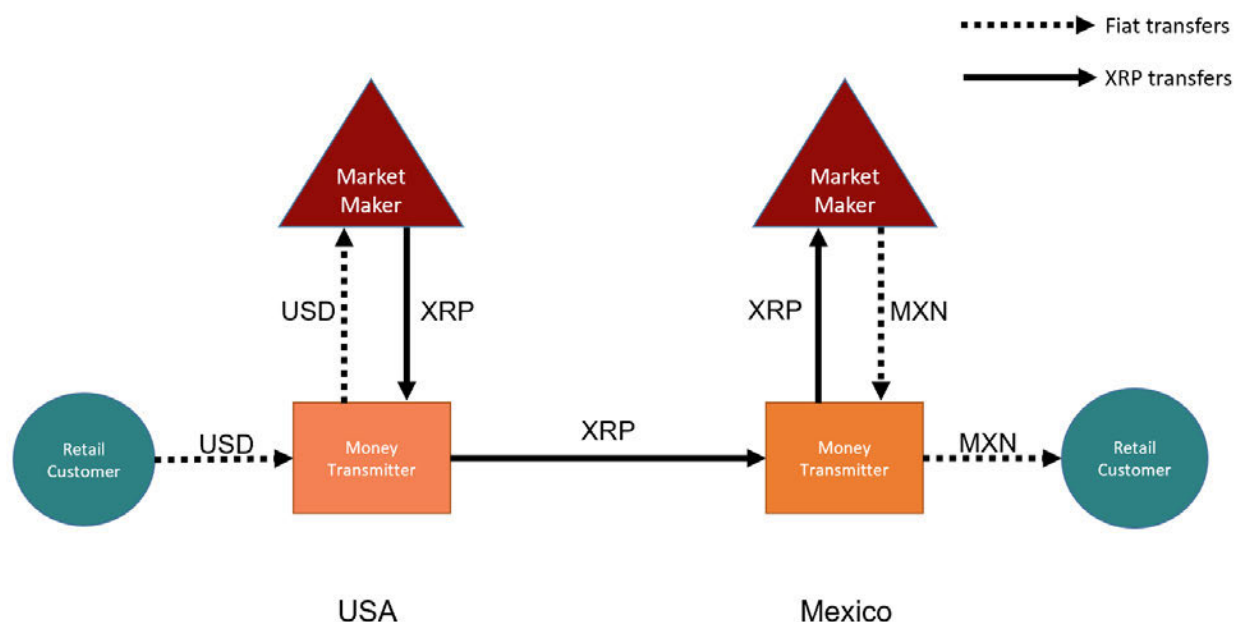 Fiat transfers
XRP transfers
Market
Maker
Market
Maker
USD
XRP
XRP
MXN
Retail
Customer
USD
Money
Transmitter
XRP
Money
Transmitter
MXN
Retail
Customer
USA
Mexico